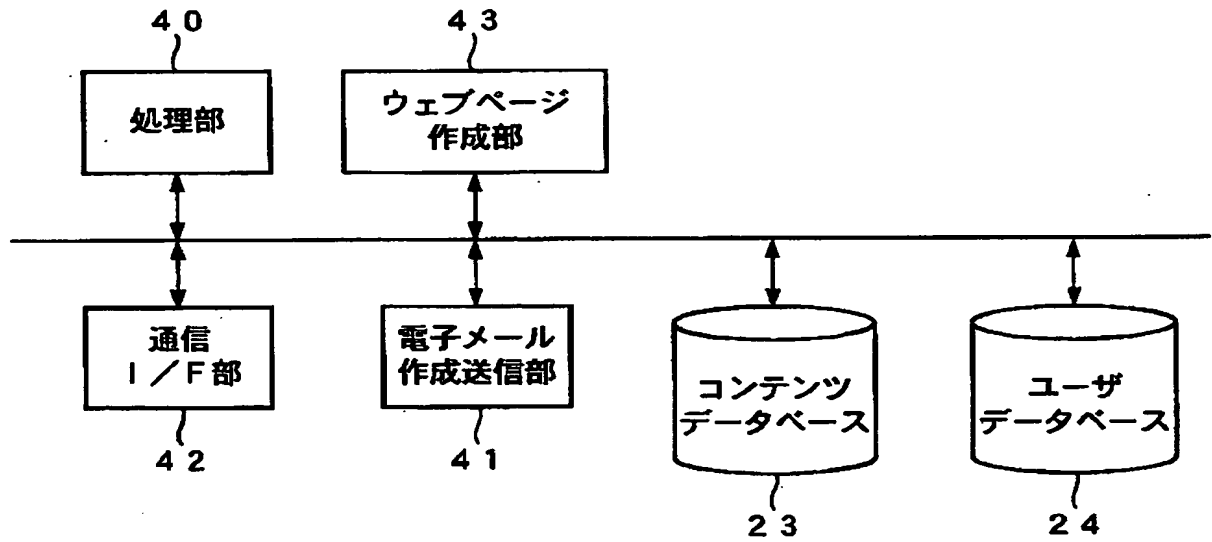 40
43
処理部
ウェブページ
作成部
通信
I/F部
電子メール
作成送信部
コンテンツ
データベース
ユーザ
データベース
42
41
23
24